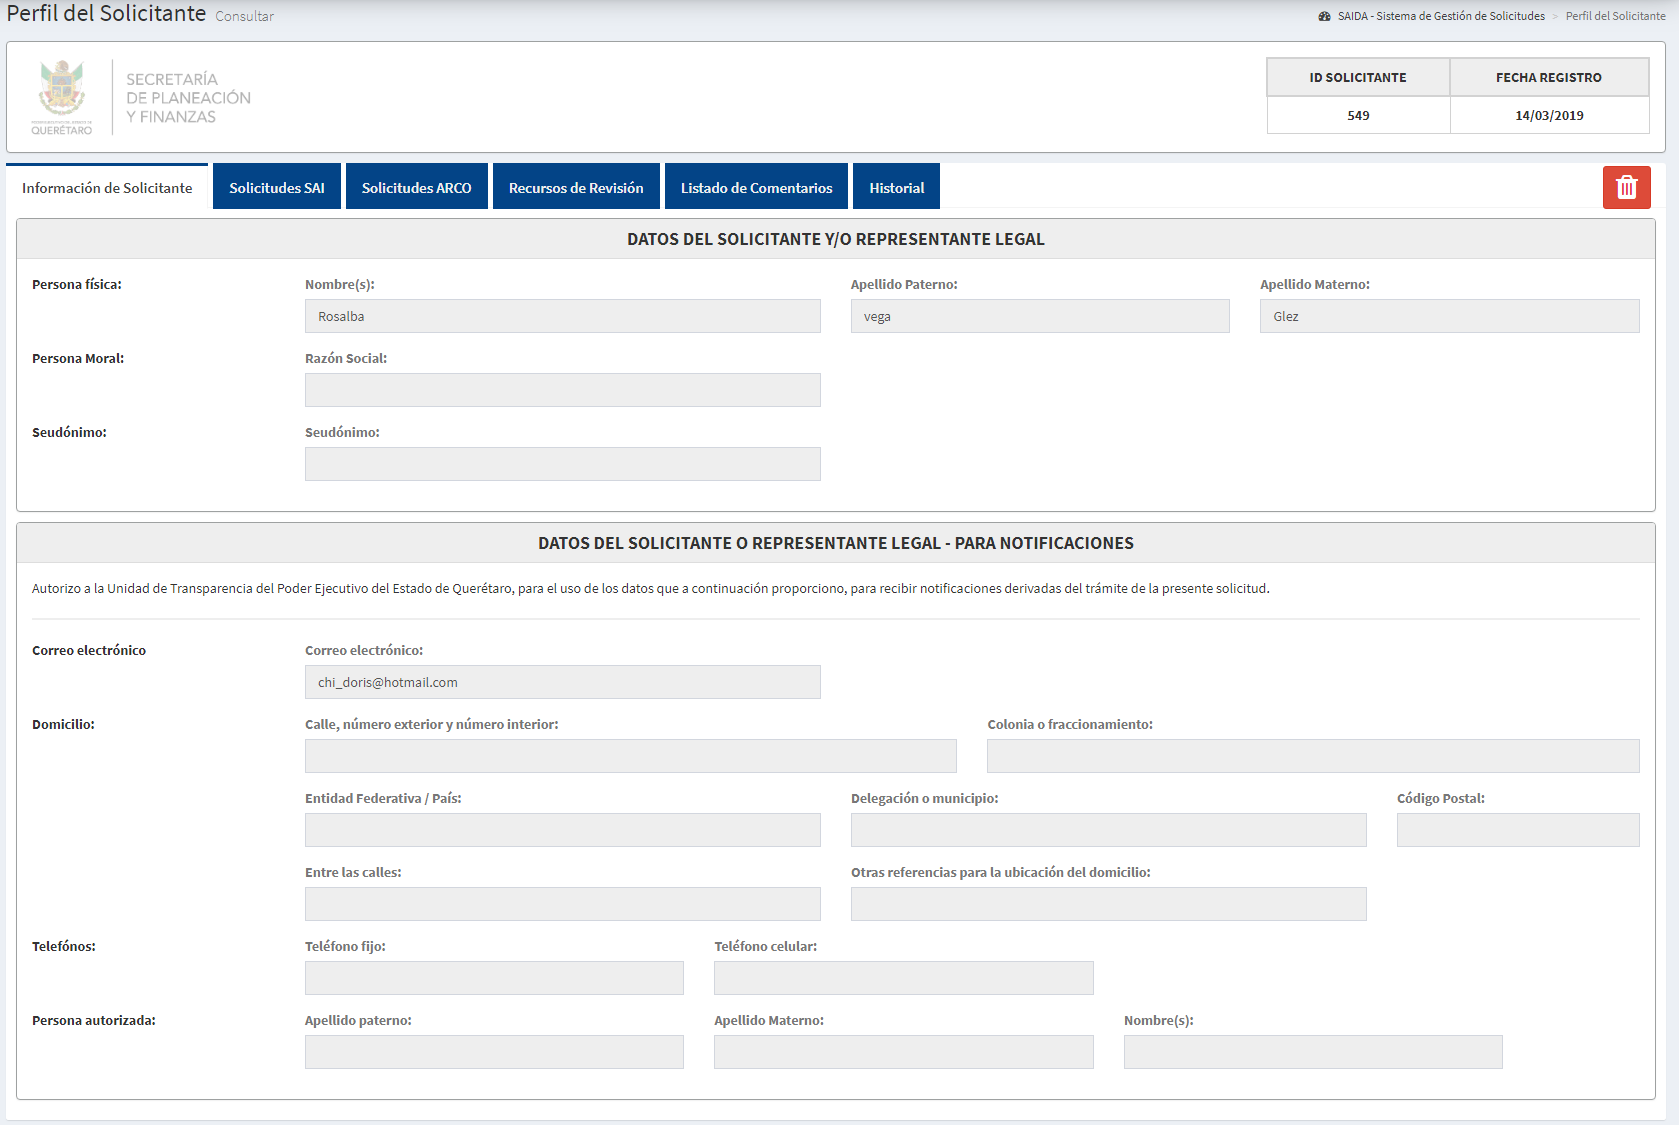 Perfil del Solicitante Consultar
SAIDA - Sistema de Gestión de Solicitudes > Perfil del Solicitante
SECRETARÍA
DE PLANEACIÓN
Y FINANZAS
QUERÉTARO
ID SOLICITANTE FECHA REGISTRO
549 14/03/2019
Información de Solicitante Solicitudes SAI Solicitudes ARCO Recursos de Revisión Listado de Comentarios Historial
DATOS DEL SOLICITANTE Y/O REPRESENTANTE LEGAL
Persona física: Nombre(s): Apellido Paterno: Apellido Materno:
Rosalba vega Glez
Persona Moral: Razón Social:
Seudónimo: Seudónimo:
DATOS DEL SOLICITANTE O REPRESENTANTE LEGAL - PARA NOTIFICACIONES
Autorizo a la Unidad de Transparencia del Poder Ejecutivo del Estado de Querétaro, para el uso de los datos que a continuación proporciono, para recibir notificaciones derivadas del trámite de la presente solicitud.
Correo electrónico Correo electrónico:
chi_doris@hotmail.com
Domicilio: Calle, número exterior y número interior: Colonia o fraccionamiento:
Entidad Federativa / País: Delegación o municipio: Código Postal:
Entre las calles: Otras referencias para la ubicación del domicilio:
Telefónos: Teléfono fijo: Teléfono celular:
Persona autorizada: Apellido paterno: Apellido Materno: Nombre(s):